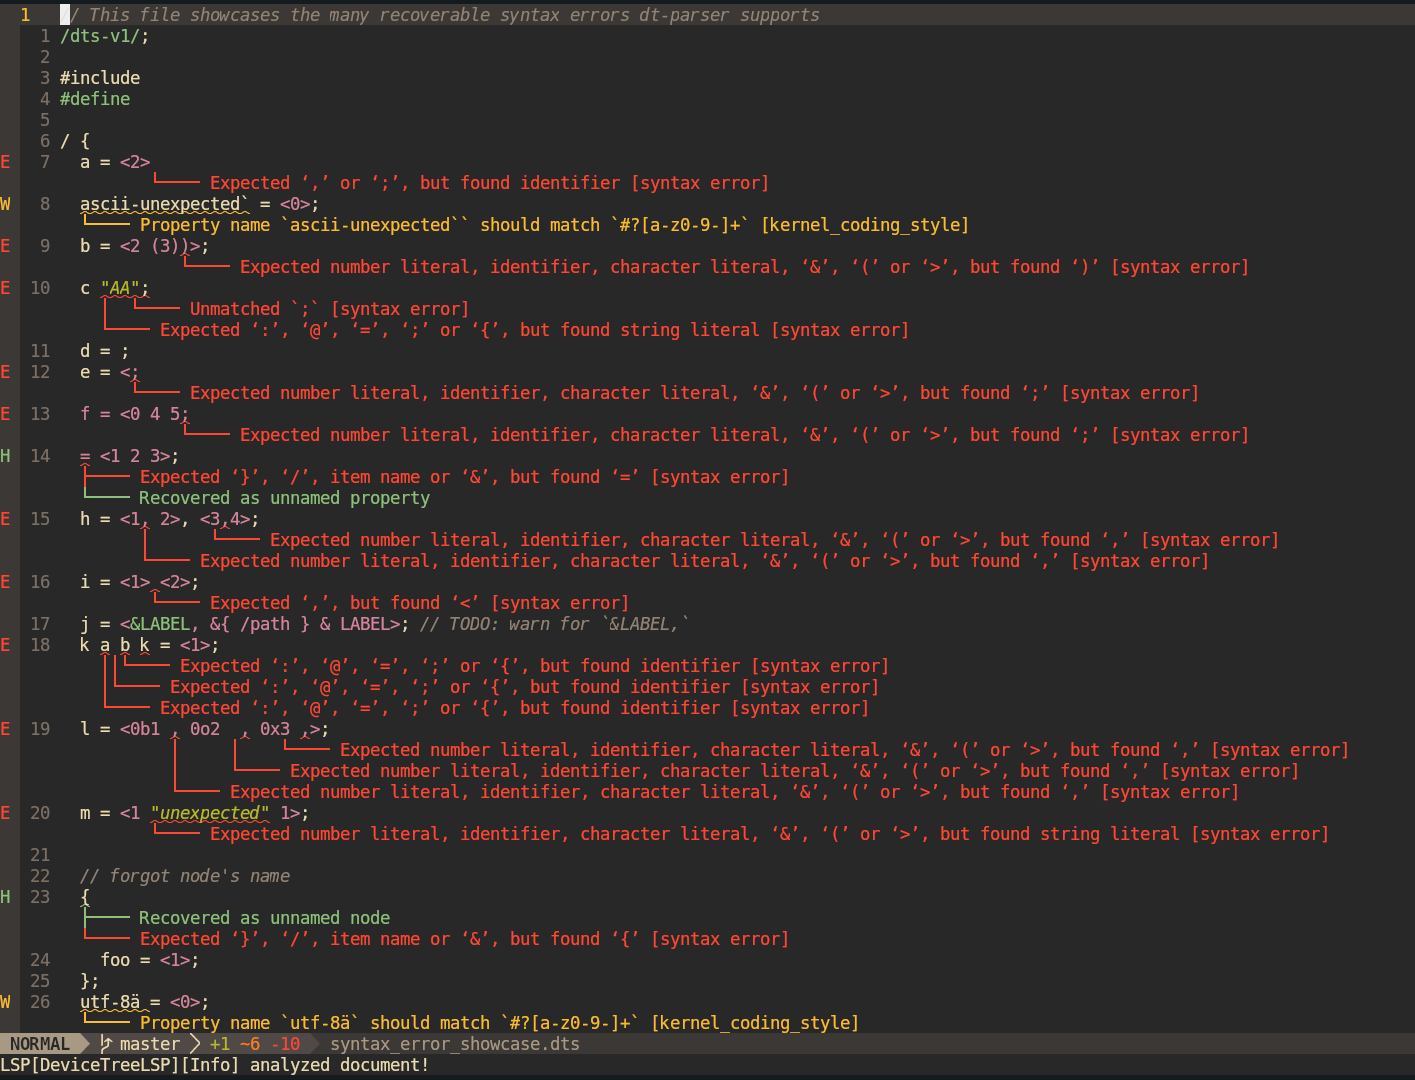 1   // This file showcases the many recoverable syntax errors dt-parser supports
1 /dts-v1/;
2
3 #include
4 #define
5
6 / {
E 7   a = <2>
Expected ‘,’ or ‘;’, but found identifier [syntax error]
W 8   ascii-unexpected` = <0>;
Property name `ascii-unexpected`` should match `#?[a-z0-9-]+` [kernel_coding_style]
E 9   b = <2 (3))>;
Expected number literal, identifier, character literal, ‘&’, ‘(’ or ‘>’, but found ‘)’ [syntax error]
E 10   c "AA";
Unmatched `;` [syntax error]
Expected ‘:’, ‘@’, ‘=’, ‘;’ or ‘{’, but found string literal [syntax error]
11   d = ;
E 12   e = <;
Expected number literal, identifier, character literal, ‘&’, ‘(’ or ‘>’, but found ‘;’ [syntax error]
E 13   f = <0 4 5;
Expected number literal, identifier, character literal, ‘&’, ‘(’ or ‘>’, but found ‘;’ [syntax error]
H 14   = <1 2 3>;
Expected ‘}’, ‘/’, item name or ‘&’, but found ‘=’ [syntax error]
Recovered as unnamed property
E 15   h = <1, 2>, <3,4>;
Expected number literal, identifier, character literal, ‘&’, ‘(’ or ‘>’, but found ‘,’ [syntax error]
Expected number literal, identifier, character literal, ‘&’, ‘(’ or ‘>’, but found ‘,’ [syntax error]
E 16   i = <1> <2>;
Expected ‘,’, but found ‘<’ [syntax error]
17   j = <&LABEL, &{ /path } & LABEL>; // TODO: warn for `&LABEL,`
E 18   k a b k = <1>;
Expected ‘:’, ‘@’, ‘=’, ‘;’ or ‘{’, but found identifier [syntax error]
Expected ‘:’, ‘@’, ‘=’, ‘;’ or ‘{’, but found identifier [syntax error]
Expected ‘:’, ‘@’, ‘=’, ‘;’ or ‘{’, but found identifier [syntax error]
E 19   l = <0b1 , 0o2  , 0x3 ,>;
Expected number literal, identifier, character literal, ‘&’, ‘(’ or ‘>’, but found ‘,’ [syntax error]
Expected number literal, identifier, character literal, ‘&’, ‘(’ or ‘>’, but found ‘,’ [syntax error]
Expected number literal, identifier, character literal, ‘&’, ‘(’ or ‘>’, but found ‘,’ [syntax error]
E 20   m = <1 "unexpected" 1>;
Expected number literal, identifier, character literal, ‘&’, ‘(’ or ‘>’, but found string literal [syntax error]
21
22   // forgot node's name
H 23   {
Recovered as unnamed node
Expected ‘}’, ‘/’, item name or ‘&’, but found ‘{’ [syntax error]
24     foo = <1>;
25   };
W 26   utf-8ä = <0>;
Property name `utf-8ä` should match `#?[a-z0-9-]+` [kernel_coding_style]
NORMAL master +1 ~6 -10 syntax_error_showcase.dts
LSP[DeviceTreeLSP][Info] analyzed document!